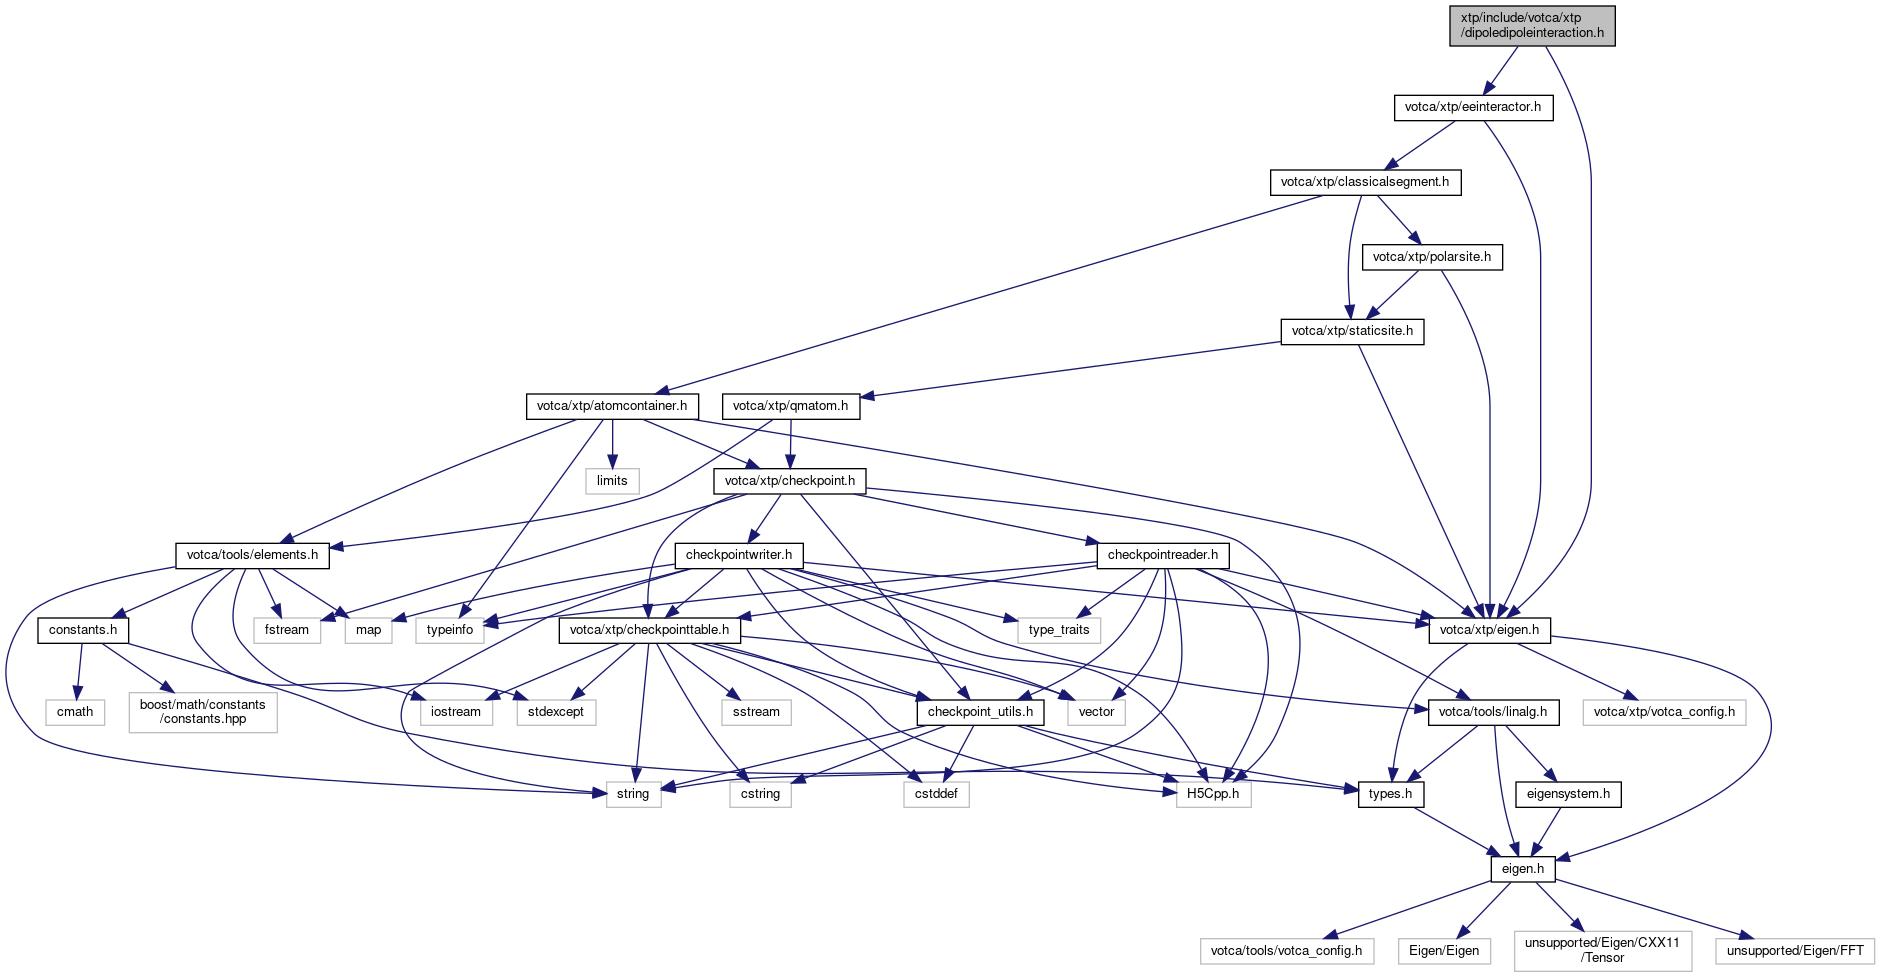 xtp/include/votca/xtp
/dipoledipoleinteraction.h
votca/xtp/eeinteractor.h
votca/xtp/classicalsegment.h
votca/xtp/polarsite.h
votca/xtp/staticsite.h
votca/xtp/atomcontainer.h
votca/xtp/qmatom.h
limits
votca/xtp/checkpoint.h
votca/tools/elements.h
checkpointwriter.h
checkpointreader.h
constants.h
fstream
map
typeinfo
votca/xtp/checkpointtable.h
type_traits
votca/xtp/eigen.h
cmath
boost/math/constants
/constants.hpp
iostream
stdexcept
sstream
checkpoint_utils.h
vector
votca/tools/linalg.h
votca/xtp/votca_config.h
string
cstring
cstddef
H5Cpp.h
types.h
eigensystem.h
eigen.h
votca/tools/votca_config.h
Eigen/Eigen
unsupported/Eigen/CXX11
/Tensor
unsupported/Eigen/FFT